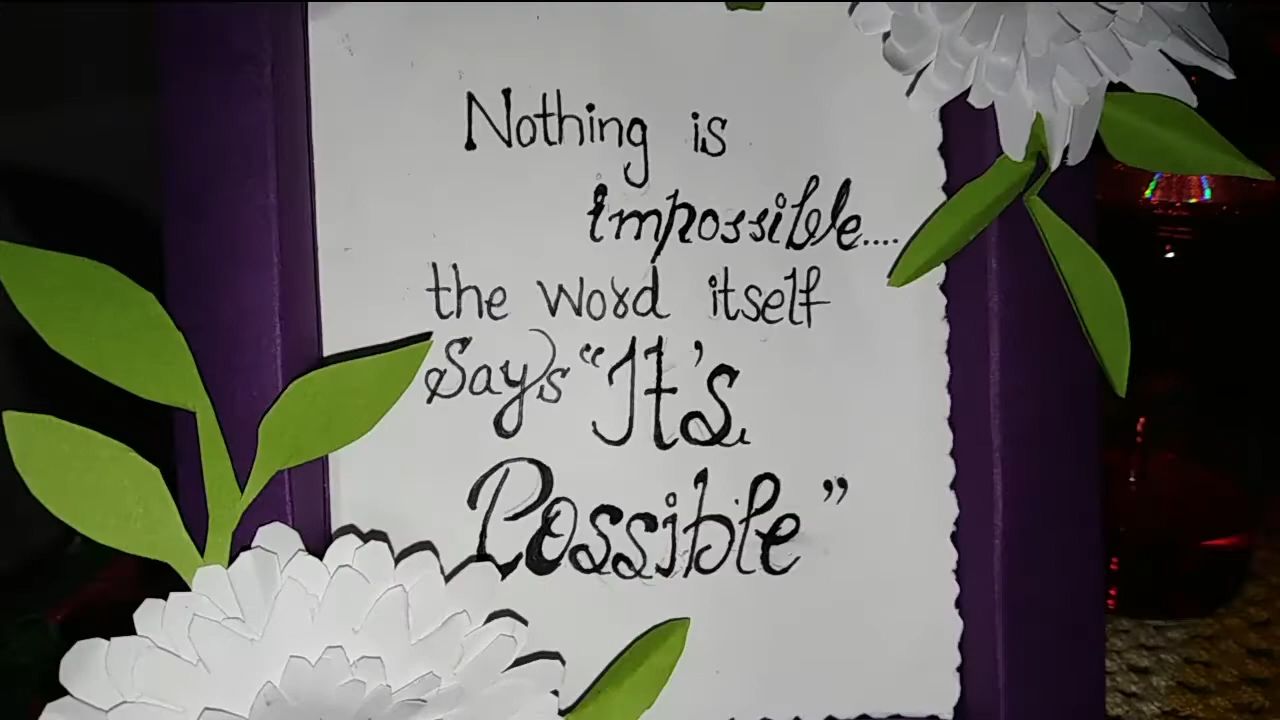 Nothing is
impossible....
the word itself
Says "It's
Possible"